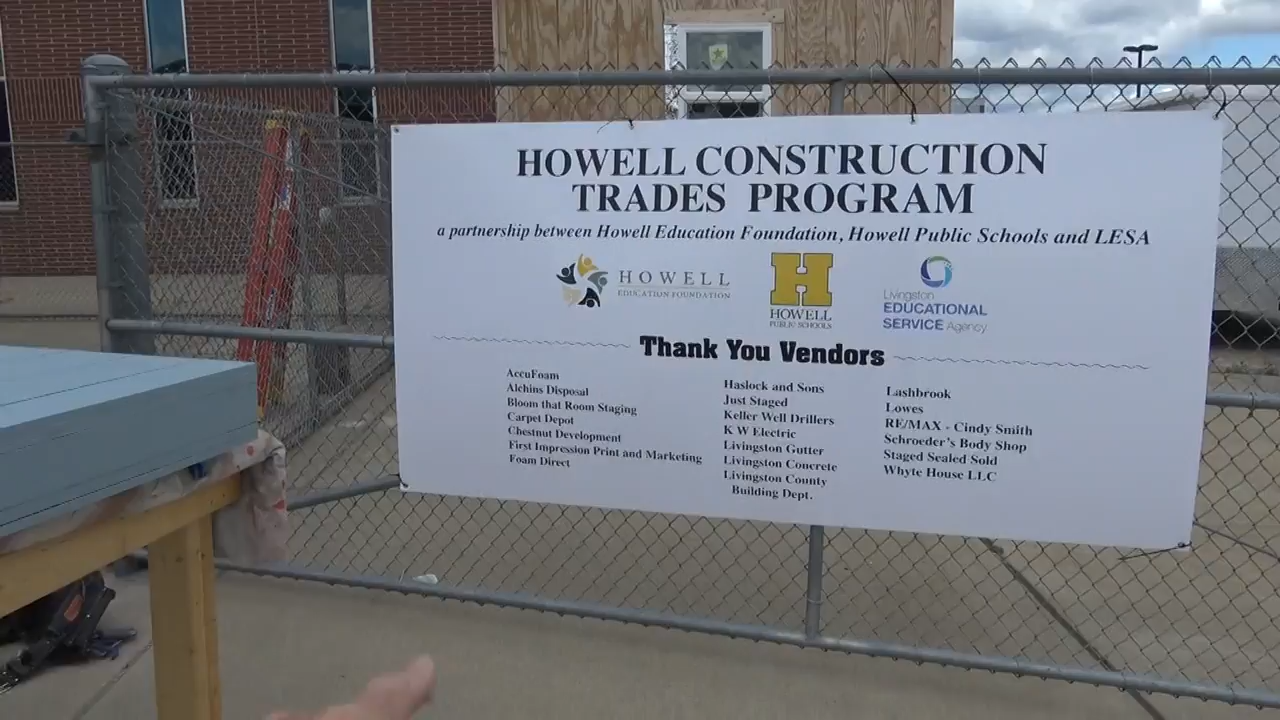 HOWELL CONSTRUCTION
TRADES PROGRAM
a partnership between Howell Education Foundation, Howell Public Schools and LESA
HOWELL
EDUCATION FOUNDATION
H
HOWELL
PUBLIC SCHOOLS
Livingston
EDUCATIONAL
SERVICE Agency
Thank You Vendors
AccuFoam
Alchins Disposal
Bloom that Room Staging
Carpet Depot
Chestnut Development
First Impression Print and Marketing
Foam Direct
Haslock and Sons
Just Staged
Keller Well Drillers
K W Electric
Livingston Gutter
Livingston Concrete
Livingston County
Building Dept.
Lashbrook
Lowes
RE/MAX - Cindy Smith
Schroeder's Body Shop
Staged Sealed Sold
Whyte House LLC